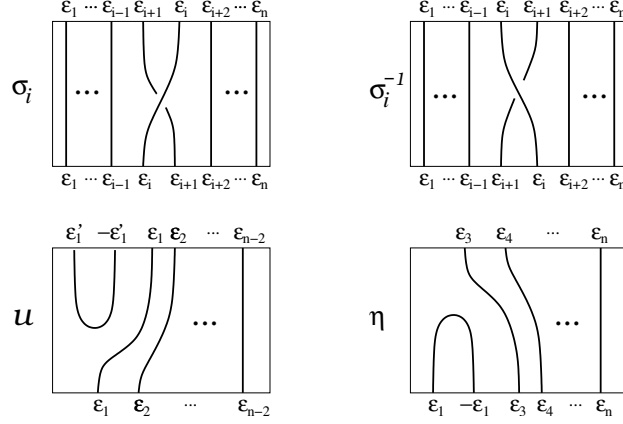 ε₁ ··· εᵢ₋₁ εᵢ₊₁ εᵢ εᵢ₊₂ ··· εₙ
σᵢ ··· ···
ε₁ ··· εᵢ₋₁ εᵢ εᵢ₊₁ εᵢ₊₂ ··· εₙ
ε₁ ··· εᵢ₋₁ εᵢ εᵢ₊₁ εᵢ₊₂ ··· εₙ
σᵢ⁻¹ ··· ···
ε₁ ··· εᵢ₋₁ εᵢ₊₁ εᵢ εᵢ₊₂ ··· εₙ
ε₁' −ε₁' ε₁ ε₂ ··· εₙ₋₂
u ···
ε₁ ε₂ ··· εₙ₋₂
ε₃ ε₄ ··· εₙ
η ···
ε₁ −ε₁ ε₃ ε₄ ··· εₙ